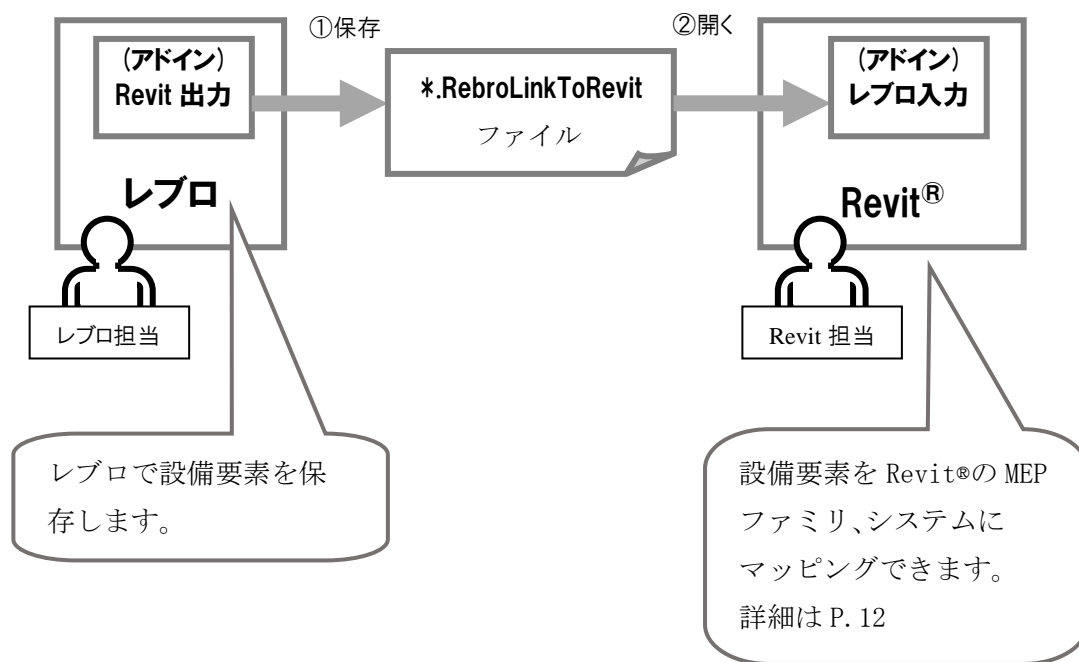 ①保存
②開く
(アドイン)
Revit 出力
*.RebroLinkToRevit
ファイル
(アドイン)
レブロ入力
レブロ
Revit®
レブロ担当
Revit 担当
レブロで設備要素を保
存します。
設備要素を Revit®の MEP
ファミリ、システムに
マッピングできます。
詳細は P.12